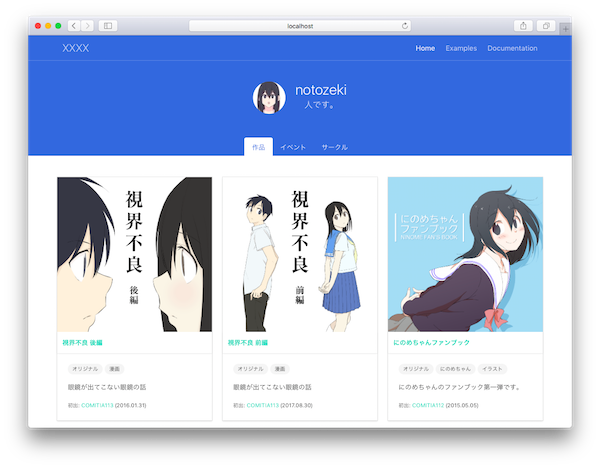 localhost
XXXX
Home Examples Documentation
notozeki
人です。
作品 イベント サークル
視界不良
後編
視界不良
前編
にのめちゃん
ファンブック
NINOME FAN'S BOOK
視界不良 後編
オリジナル 漫画
眼鏡が出てこない眼鏡の話
初出: COMITIA113 (2016.01.31)
視界不良 前編
オリジナル 漫画
眼鏡が出てこない眼鏡の話
初出: COMITIA113 (2017.08.30)
にのめちゃんファンブック
オリジナル にのめちゃん イラスト
にのめちゃんのファンブック第一弾です。
初出: COMITIA112 (2015.05.05)